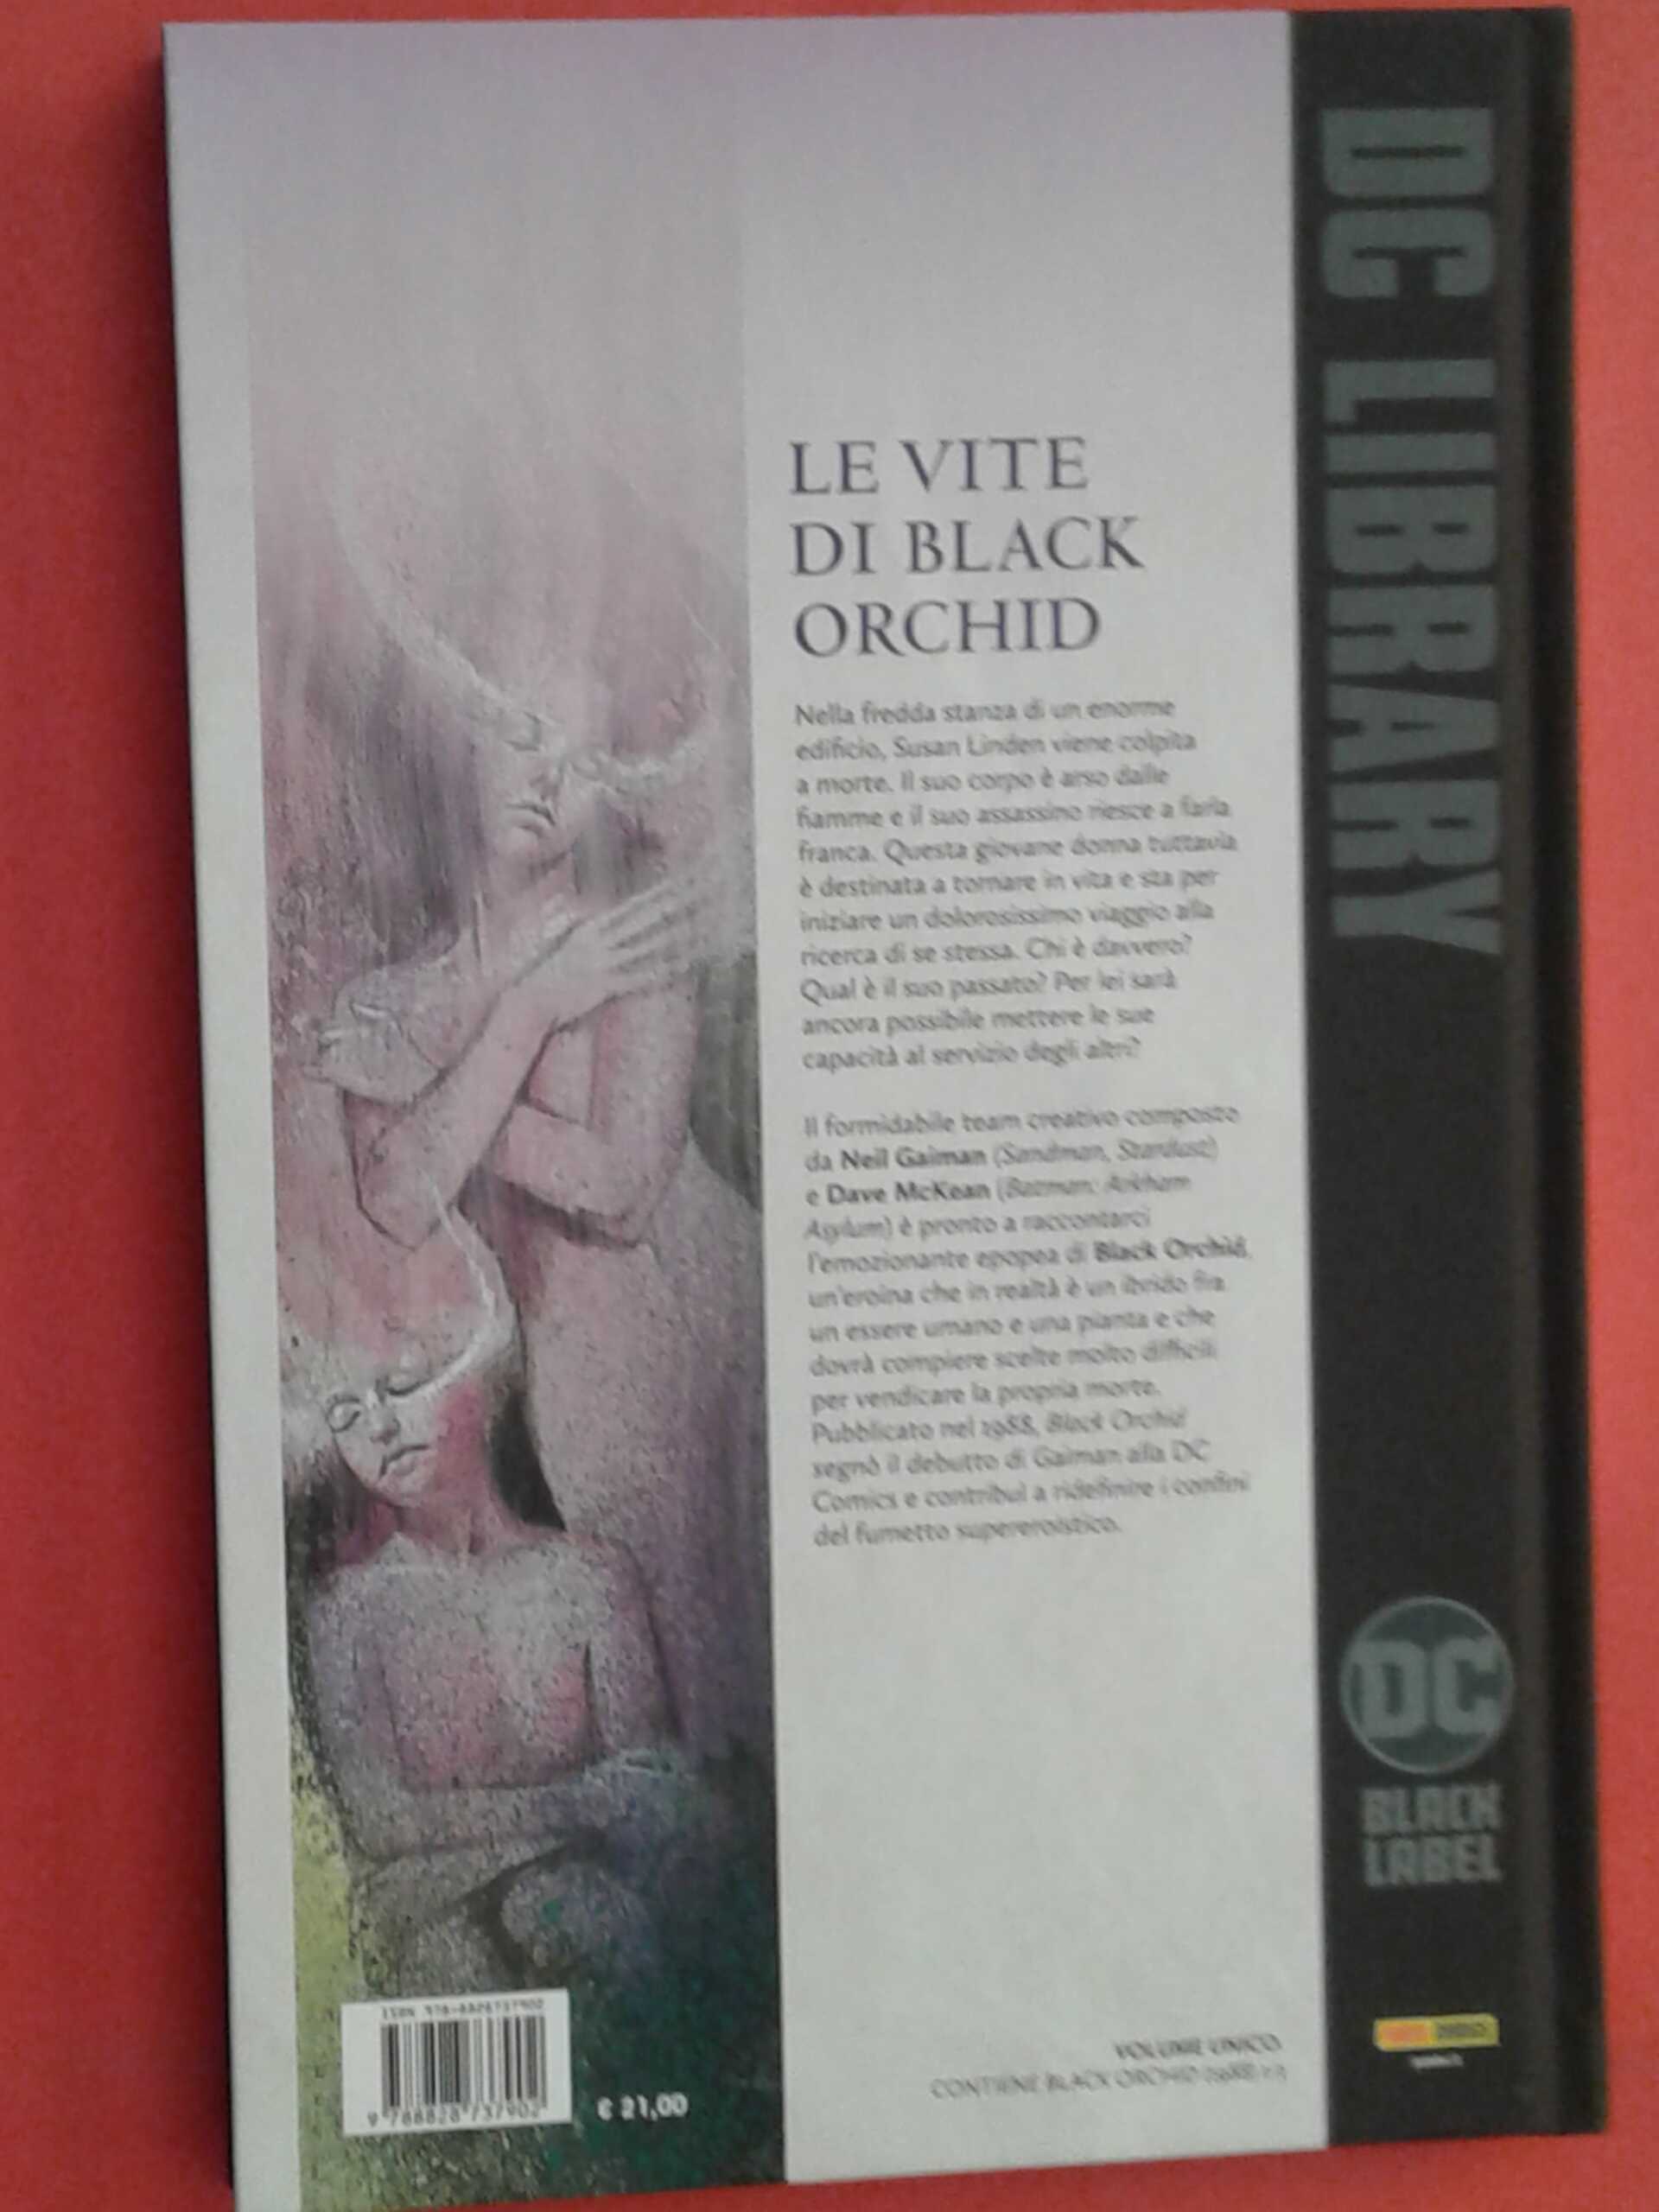 LE VITE
DI BLACK
ORCHID
Nella fredda stanza di un enorme
edificio, Susan Linden viene colpita
a morte. Il suo corpo è arso dalle
fiamme e il suo assassino riesce a farla
franca. Questa giovane donna tuttavia
è destinata a tornare in vita e sta per
iniziare un dolorosissimo viaggio alla
ricerca di se stessa. Chi è davvero?
Qual è il suo passato? Per lei sarà
ancora possibile mettere le sue
capacità al servizio degli altri?
Il formidabile team creativo composto
da Neil Gaiman (Sandman, Stardust)
e Dave McKean (Batman: Arkham
Asylum) è pronto a raccontarci
l'emozionante epopea di Black Orchid,
un'eroina che in realtà è un ibrido fra
un essere umano e una pianta e che
dovrà compiere scelte molto difficili
per vendicare la propria morte.
Pubblicato nel 1988, Black Orchid
segnò il debutto di Gaiman alla DC
Comics e contribuì a ridefinire i confini
del fumetto supereroistico.
VOLUME UNICO
CONTIENE BLACK ORCHID (1988) 1-3
ISBN 978-8828737902
9 788828 737902
€ 21,00
DC LIBRARY
DC
BLACK
LABEL